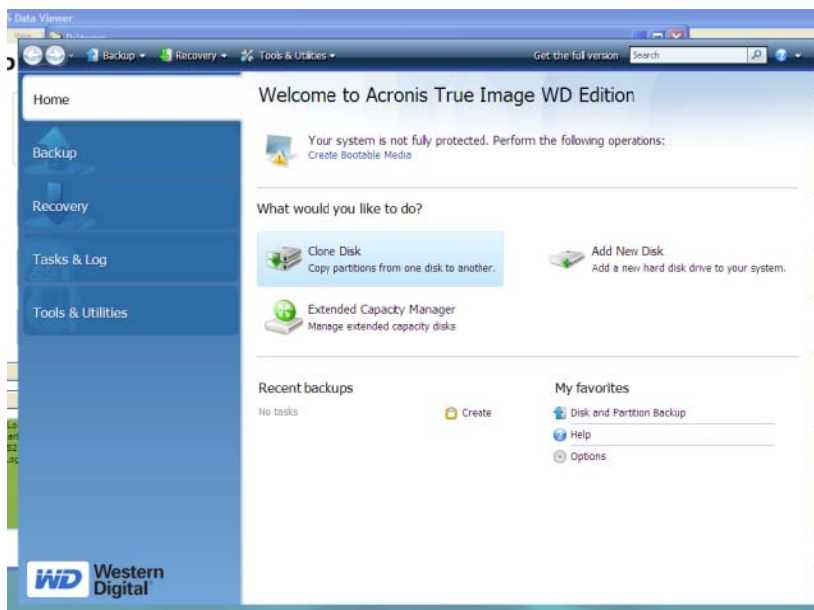 S Data Viewer
Backup
Recovery
Tools & Utilities
Get the full version
Search
Home
Backup
Recovery
Tasks & Log
Tools & Utilities
Welcome to Acronis True Image WD Edition
Your system is not fully protected. Perform the following operations:
Create Bootable Media
What would you like to do?
Clone Disk
Copy partitions from one disk to another.
Add New Disk
Add a new hard disk drive to your system.
Extended Capacity Manager
Manage extended capacity disks
Recent backups
No tasks
Create
My favorites
Disk and Partition Backup
Help
Options
WD Western
Digital